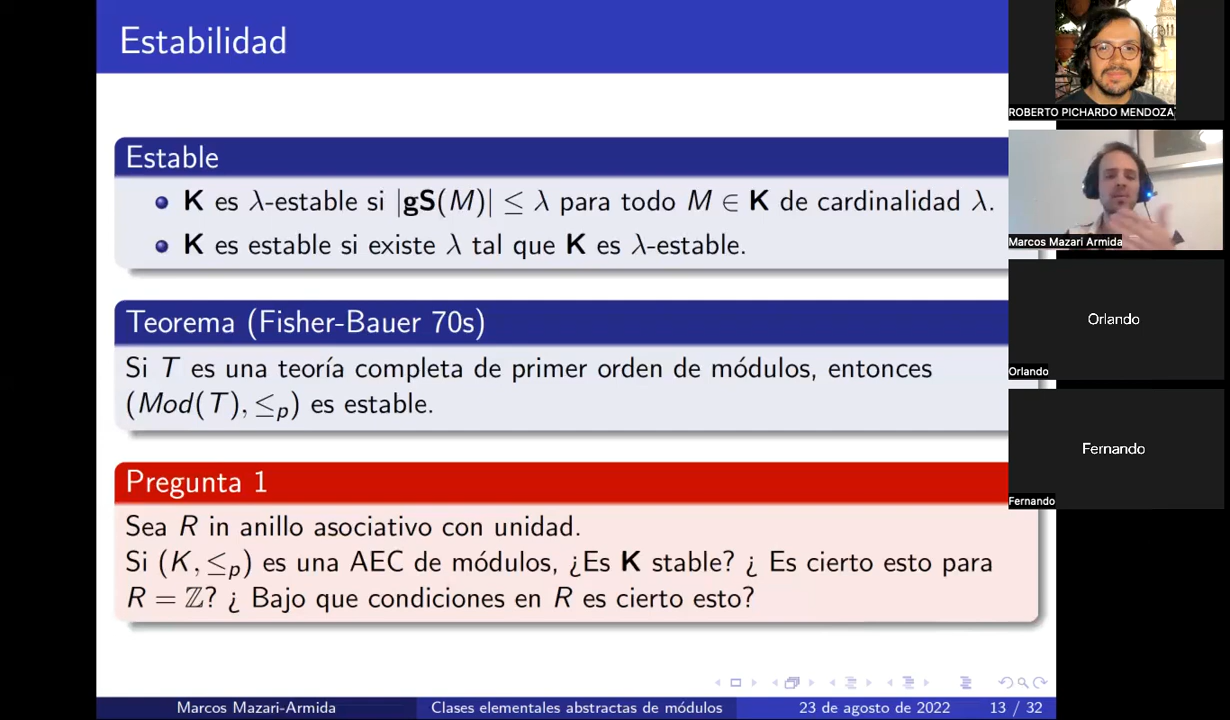 Estabilidad
Estable
K es λ-estable si |gS(M)| ≤ λ para todo M ∈ K de cardinalidad λ.
K es estable si existe λ tal que K es λ-estable.
Teorema (Fisher-Bauer 70s)
Si T es una teoría completa de primer orden de módulos, entonces
(Mod(T), ≤p) es estable.
Pregunta 1
Sea R in anillo asociativo con unidad.
Si (K, ≤p) es una AEC de módulos, ¿Es K stable? ¿ Es cierto esto para
R = ℤ? ¿ Bajo que condiciones en R es cierto esto?
Marcos Mazari-Armida
Clases elementales abstractas de módulos
23 de agosto de 2022
13 / 32
ROBERTO PICHARDO MENDOZA
Marcos Mazari Armida
Orlando
Orlando
Fernando
Fernando